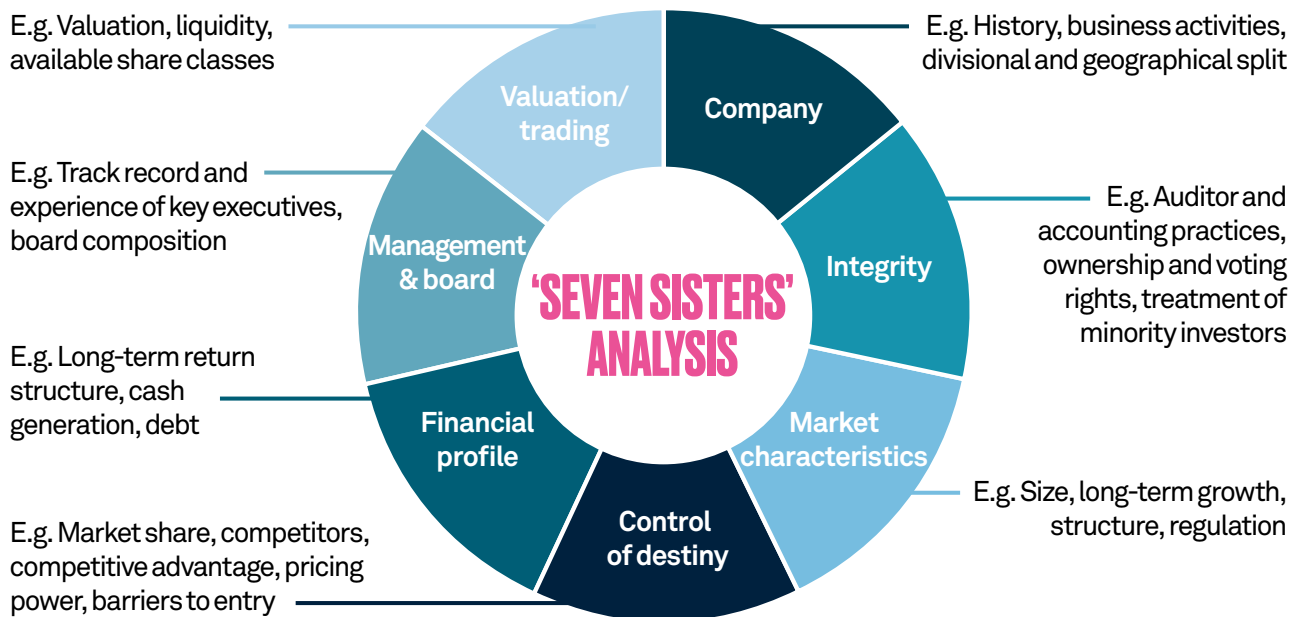 E.g. Valuation, liquidity,
available share classes
E.g. History, business activities,
divisional and geographical split
Valuation/
trading
Company
E.g. Track record and
experience of key executives,
board composition
E.g. Auditor and
accounting practices,
ownership and voting
rights, treatment of
minority investors
Management
& board
Integrity
‘SEVEN SISTERS’
ANALYSIS
E.g. Long-term return
structure, cash
generation, debt
Financial
profile
Market
characteristics
E.g. Size, long-term growth,
structure, regulation
Control
of destiny
E.g. Market share, competitors,
competitive advantage, pricing
power, barriers to entry